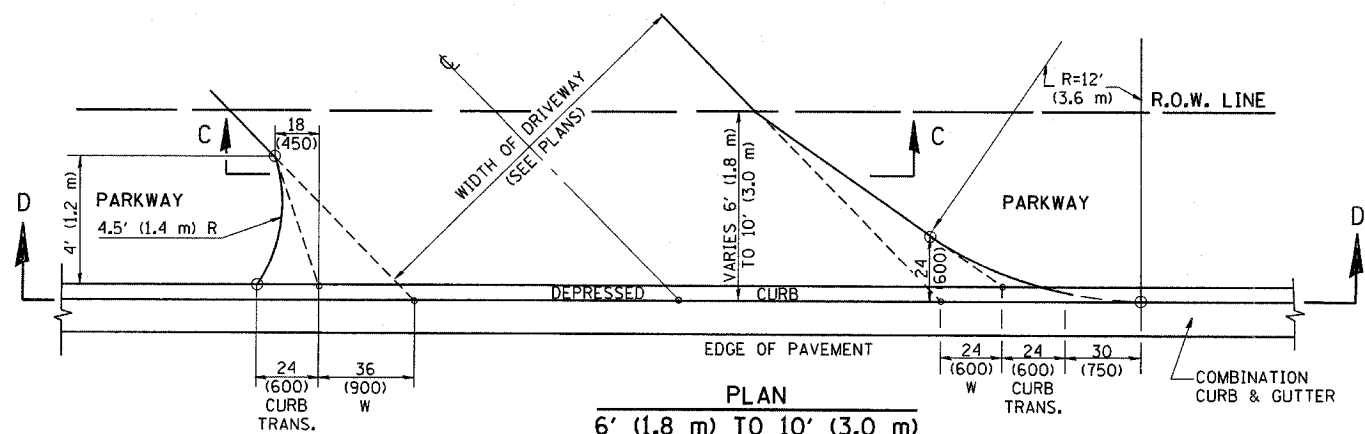 ℄
WIDTH OF DRIVEWAY
(SEE PLANS)
R=12'
(3.6 m)
R.O.W. LINE
C
18
(450)
C
4' (1.2 m)
PARKWAY
4.5' (1.4 m) R
VARIES 6' (1.8 m)
TO 10' (3.0 m)
PARKWAY
24
(600)
D
D
DEPRESSED CURB
EDGE OF PAVEMENT
24
(600)
CURB
TRANS.
36
(900)
W
24
(600)
W
24
(600)
CURB
TRANS.
30
(750)
COMBINATION
CURB & GUTTER
PLAN
6' (1.8 m) TO 10' (3.0 m)